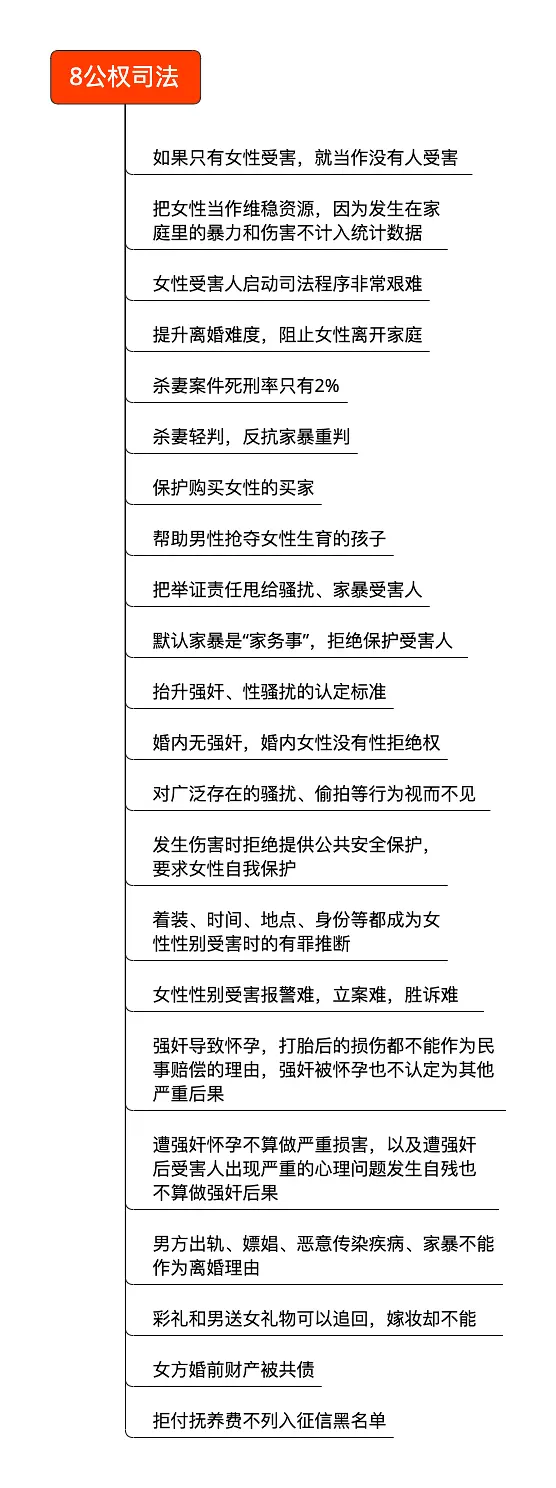 8公权司法
如果只有女性受害，就当作没有人受害
把女性当作维稳资源，因为发生在家
庭里的暴力和伤害不计入统计数据
女性受害人启动司法程序非常艰难
提升离婚难度，阻止女性离开家庭
杀妻案件死刑率只有2%
杀妻轻判，反抗家暴重判
保护购买女性的买家
帮助男性抢夺女性生育的孩子
把举证责任甩给骚扰、家暴受害人
默认家暴是“家务事”，拒绝保护受害人
抬升强奸、性骚扰的认定标准
婚内无强奸，婚内女性没有性拒绝权
对广泛存在的骚扰、偷拍等行为视而不见
发生伤害时拒绝提供公共安全保护，
要求女性自我保护
着装、时间、地点、身份等都成为女
性性别受害时的有罪推断
女性性别受害报警难，立案难，胜诉难
强奸导致怀孕，打胎后的损伤都不能作为民
事赔偿的理由，强奸被怀孕也不认定为其他
严重后果
遭强奸怀孕不算做严重损害，以及遭强奸
后受害人出现严重的心理问题发生自残也
不算做强奸后果
男方出轨、嫖娼、恶意传染疾病、家暴不能
作为离婚理由
彩礼和男送女礼物可以追回，嫁妆却不能
女方婚前财产被共债
拒付抚养费不列入征信黑名单